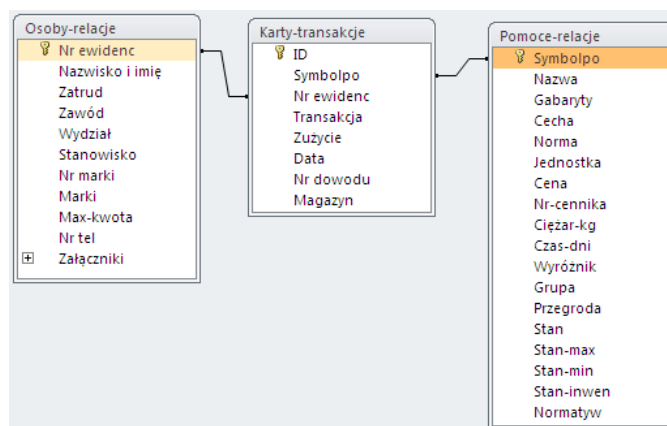 Osoby-relacje
Nr ewidenc
Nazwisko i imię
Zatrud
Zawód
Wydział
Stanowisko
Nr marki
Marki
Max-kwota
Nr tel
Załączniki
Karty-transakcje
ID
Symbolpo
Nr ewidenc
Transakcja
Zużycie
Data
Nr dowodu
Magazyn
Pomoce-relacje
Symbolpo
Nazwa
Gabaryty
Cecha
Norma
Jednostka
Cena
Nr-cennika
Ciężar-kg
Czas-dni
Wyróżnik
Grupa
Przegroda
Stan
Stan-max
Stan-min
Stan-inwen
Normatyw